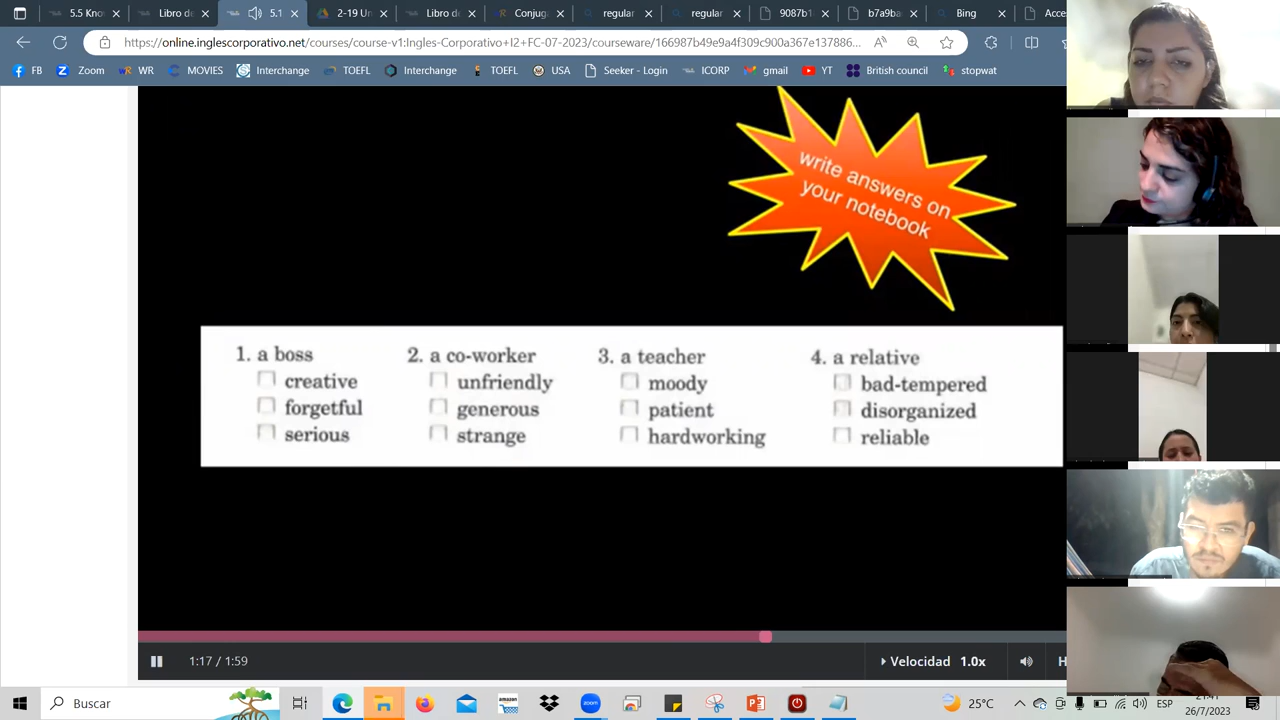 5.5 Kno
Libro de
5.1
2-19 Ur
Libro de
Conjug
regular
regular
9087b1
b7a9ba
Bing
Acce
https://online.inglescorporativo.net/courses/course-v1:Ingles-Corporativo+I2+FC-07-2023/courseware/166987b49e9a4f309c900a367e137886...
FB
Zoom
WR
MOVIES
Interchange
TOEFL
Interchange
TOEFL
USA
Seeker - Login
ICORP
gmail
YT
British council
stopwat
write answers on
your notebook
1. a boss
creative
forgetful
serious
2. a co-worker
unfriendly
generous
strange
3. a teacher
moody
patient
hardworking
4. a relative
bad-tempered
disorganized
reliable
1:17 / 1:59
Velocidad 1.0x
H
Buscar
25°C
ESP
21:41
26/7/2023